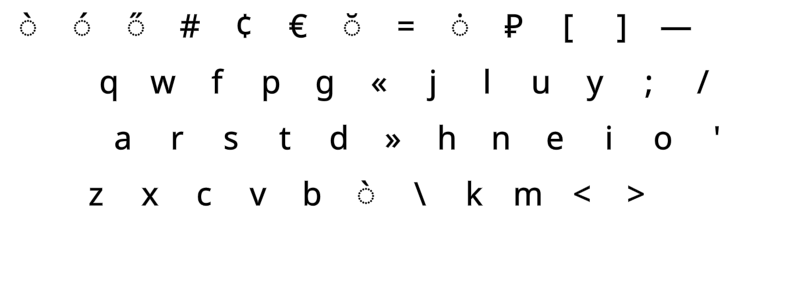 ◌̀ ◌́ ◌̋ # ¢ € ◌̆ = ◌̇ ₽ [ ] —
q w f p g « j l u y ; /
a r s t d » h n e i o '
z x c v b ◌̀ \ k m < >